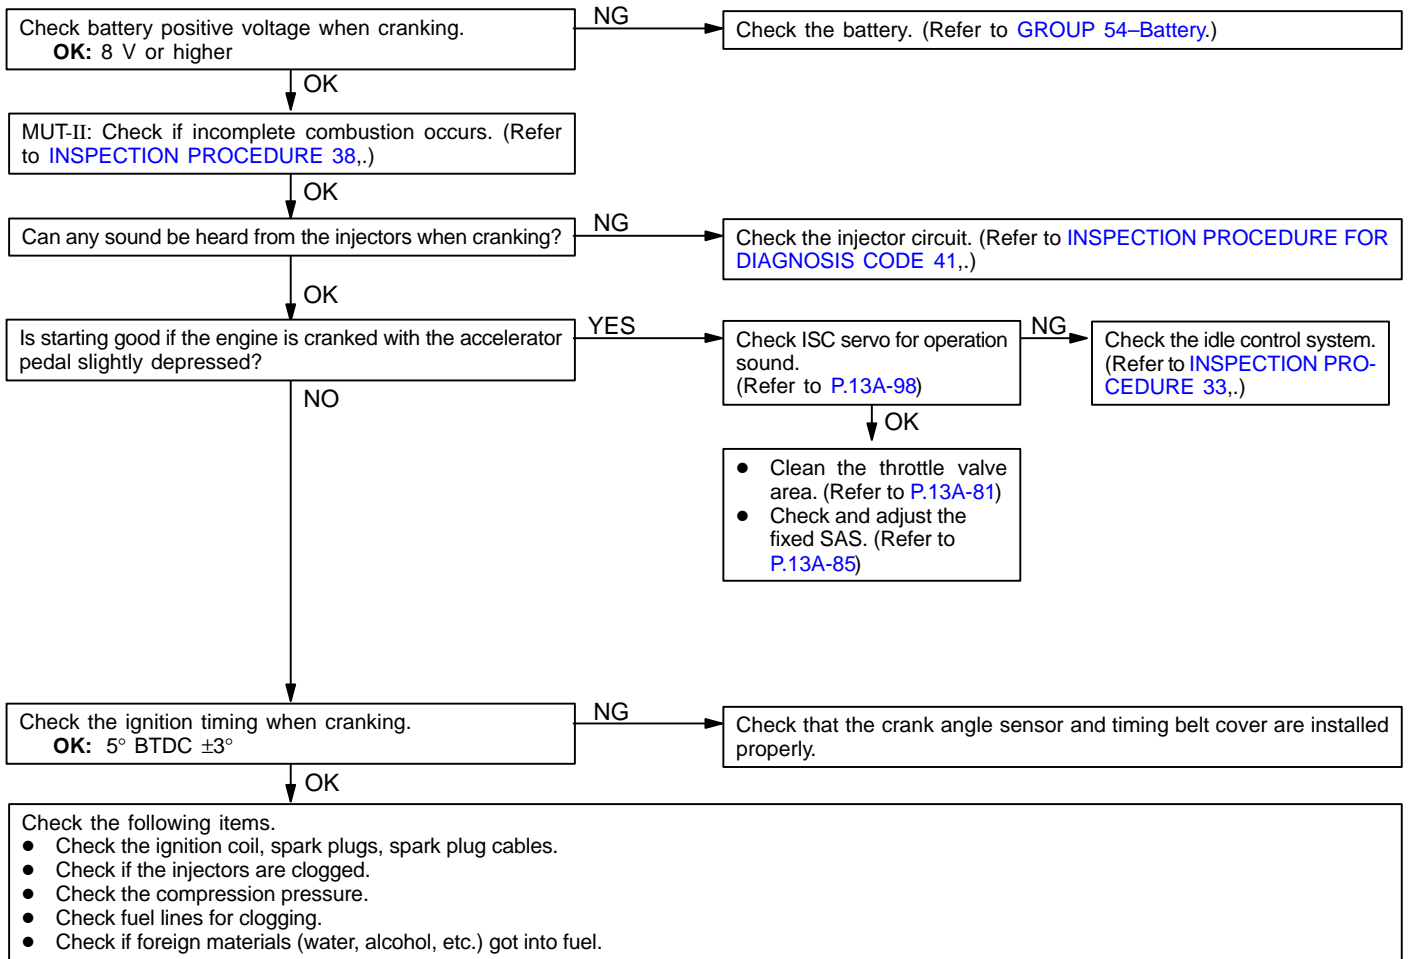 Check battery positive voltage when cranking.
OK: 8 V or higher
NG
Check the battery. (Refer to GROUP 54–Battery.)
OK
MUT-II: Check if incomplete combustion occurs. (Refer
to INSPECTION PROCEDURE 38,.)
OK
Can any sound be heard from the injectors when cranking?
NG
Check the injector circuit. (Refer to INSPECTION PROCEDURE FOR
DIAGNOSIS CODE 41,.)
OK
Is starting good if the engine is cranked with the accelerator
pedal slightly depressed?
YES
Check ISC servo for operation
sound.
(Refer to P.13A-98)
NG
Check the idle control system.
(Refer to INSPECTION PRO-
CEDURE 33,.)
OK
● Clean the throttle valve
area. (Refer to P.13A-81)
● Check and adjust the
fixed SAS. (Refer to
P.13A-85)
NO
Check the ignition timing when cranking.
OK: 5° BTDC ±3°
NG
Check that the crank angle sensor and timing belt cover are installed
properly.
OK
Check the following items.
● Check the ignition coil, spark plugs, spark plug cables.
● Check if the injectors are clogged.
● Check the compression pressure.
● Check fuel lines for clogging.
● Check if foreign materials (water, alcohol, etc.) got into fuel.